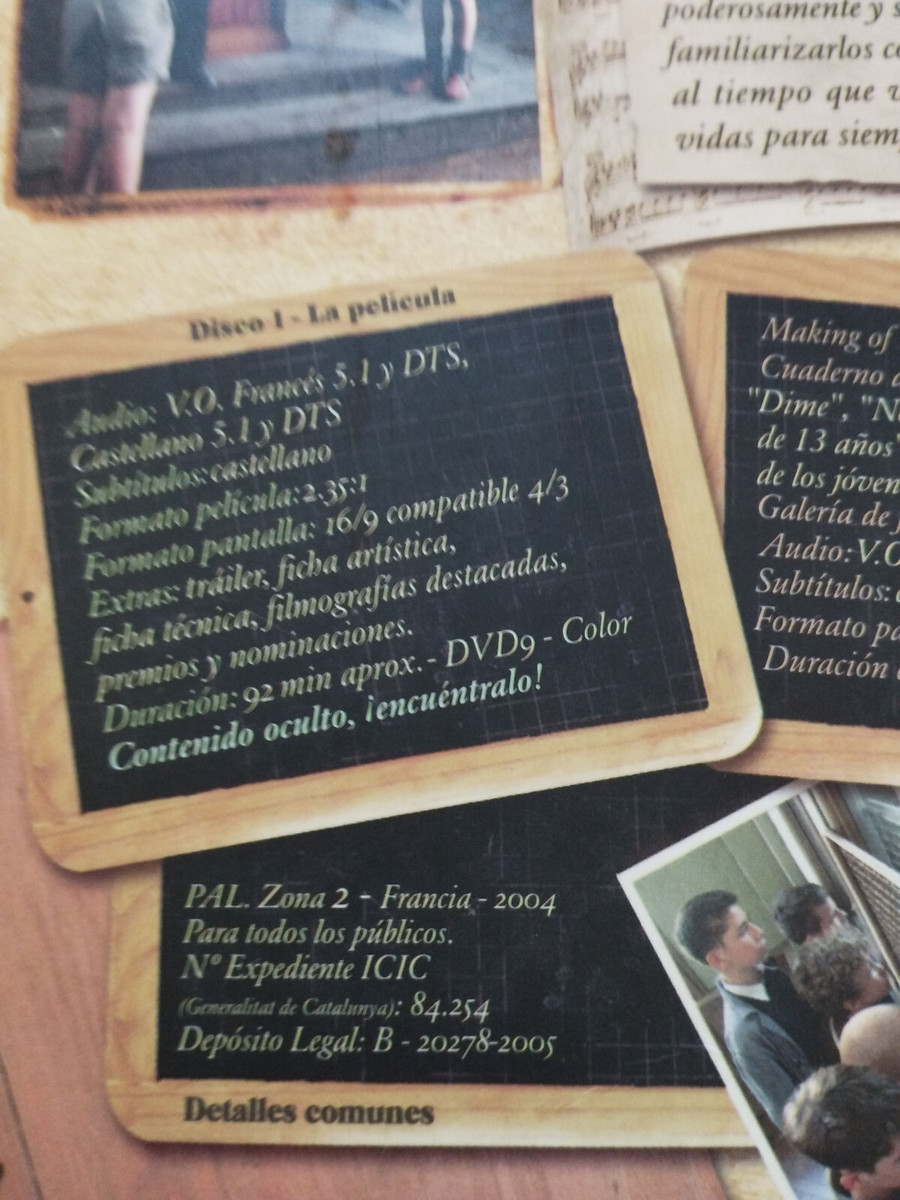 poderosamente y
familiarizarlos
al tiempo que
vidas para
Disco 1 - La película
Audio: V.O. Francés 5.1 y DTS,
Castellano 5.1 y DTS
Subtítulos: castellano
Formato película: 2.35:1
Formato pantalla: 16/9 compatible 4/3
Extras: tráiler, ficha artística,
ficha técnica, filmografías destacadas,
premios y nominaciones.
Duración: 92 min aprox. - DVD9 - Color
Contenido oculto, ¡encuéntralo!
Making of
Cuaderno
"Dime",
de 13 años"
de los
Galería de
Audio: V.O
Subtítulos:
Formato
Duración
PAL. Zona 2 - Francia - 2004
Para todos los públicos.
Nº Expediente ICIC
(Generalitat de Catalunya): 84.254
Depósito Legal: B - 20278-2005
Detalles comunes